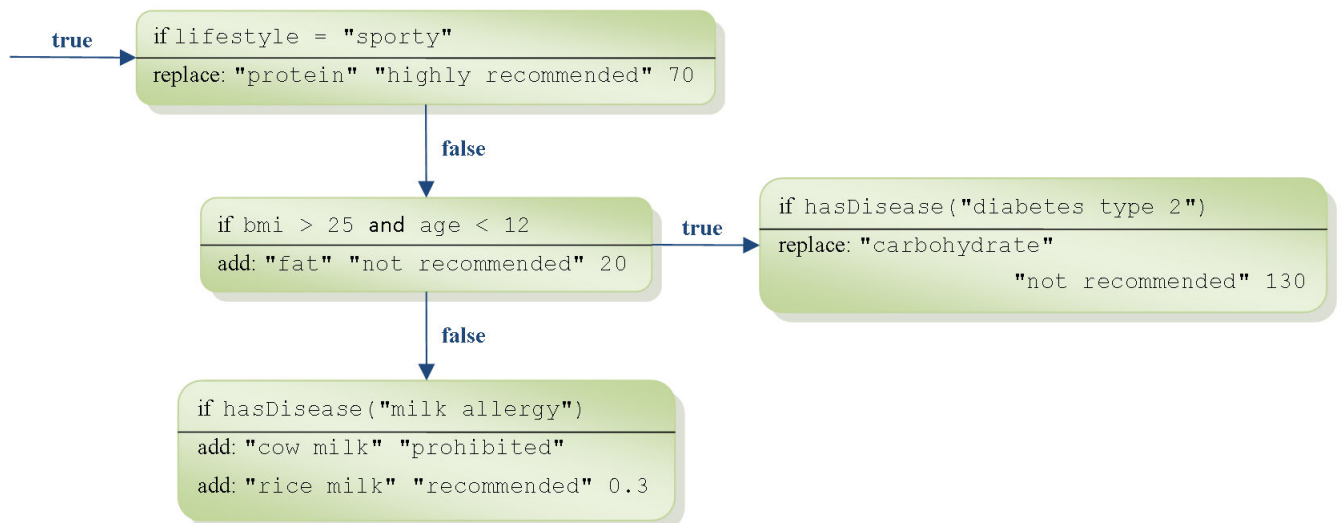 true
if lifestyle = "sporty"
replace: "protein" "highly recommended" 70
false
if bmi > 25 and age < 12
add: "fat" "not recommended" 20
true
if hasDisease("diabetes type 2")
replace: "carbohydrate"
"not recommended" 130
false
if hasDisease("milk allergy")
add: "cow milk" "prohibited"
add: "rice milk" "recommended" 0.3